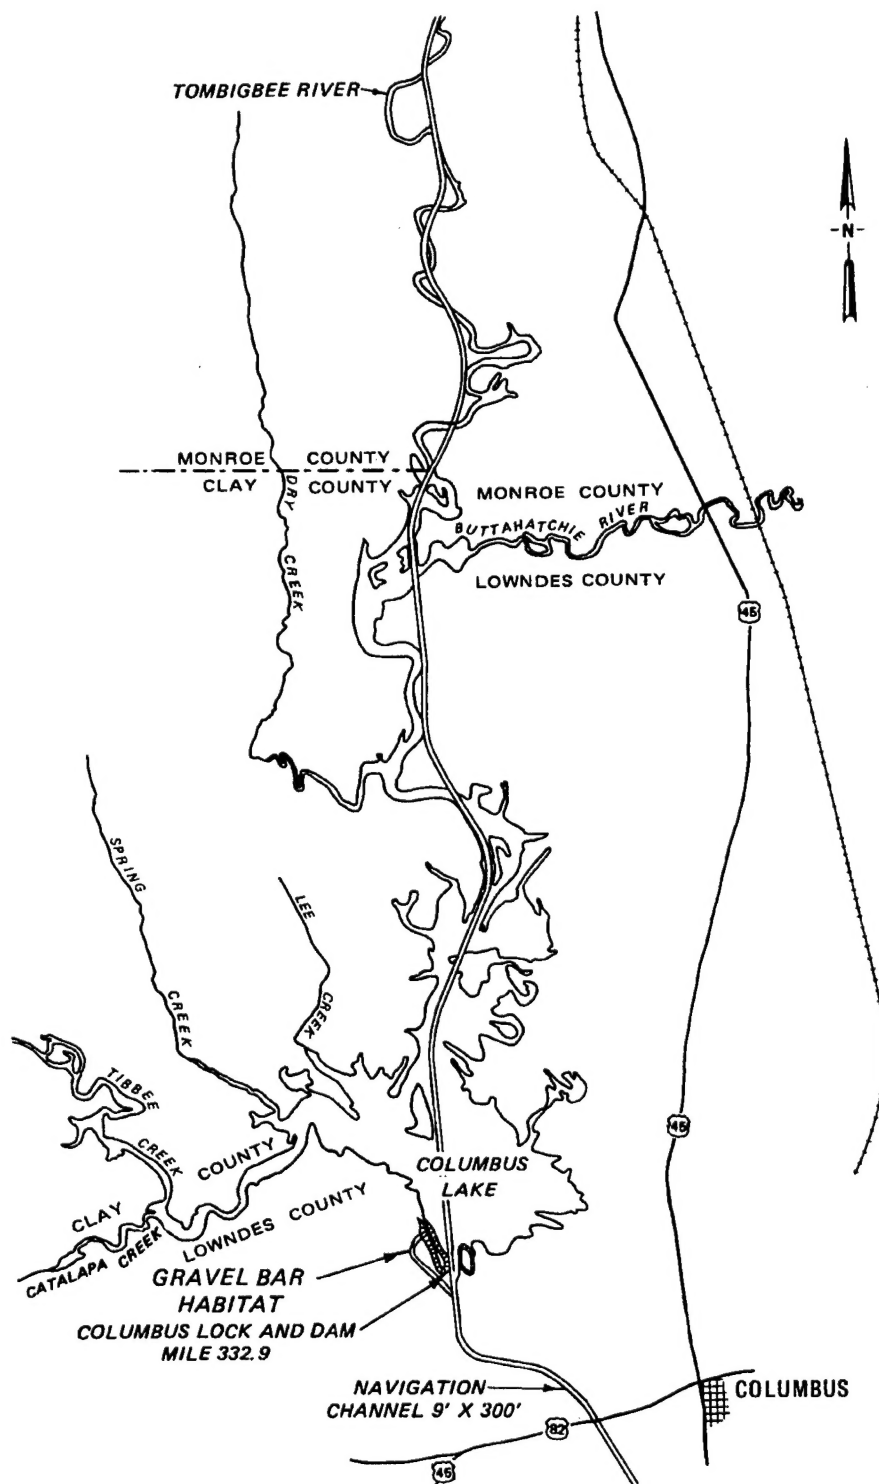 TOMBIGBEE RIVER
-N-
MONROE COUNTY
CLAY COUNTY
DRY CREEK
MONROE COUNTY
BUTTAHATCHIE RIVER
LOWNDES COUNTY
45
SPRING CREEK
LEE CREEK
TIBBEE CREEK
45
CLAY COUNTY
COLUMBUS
LAKE
LOWNDES COUNTY
CATALAPA CREEK
GRAVEL BAR
HABITAT
COLUMBUS LOCK AND DAM
MILE 332.9
NAVIGATION
CHANNEL 9' X 300'
COLUMBUS
82
45